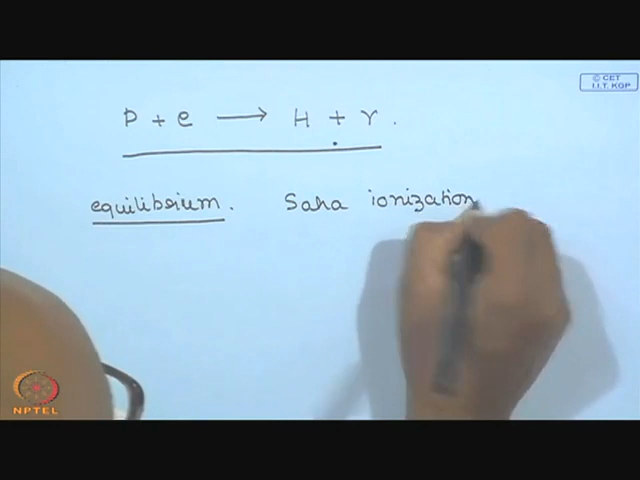 © CET
I.I.T. KGP
P + e ⟶ H + γ .
equilibrium. Saha ionization
NPTEL